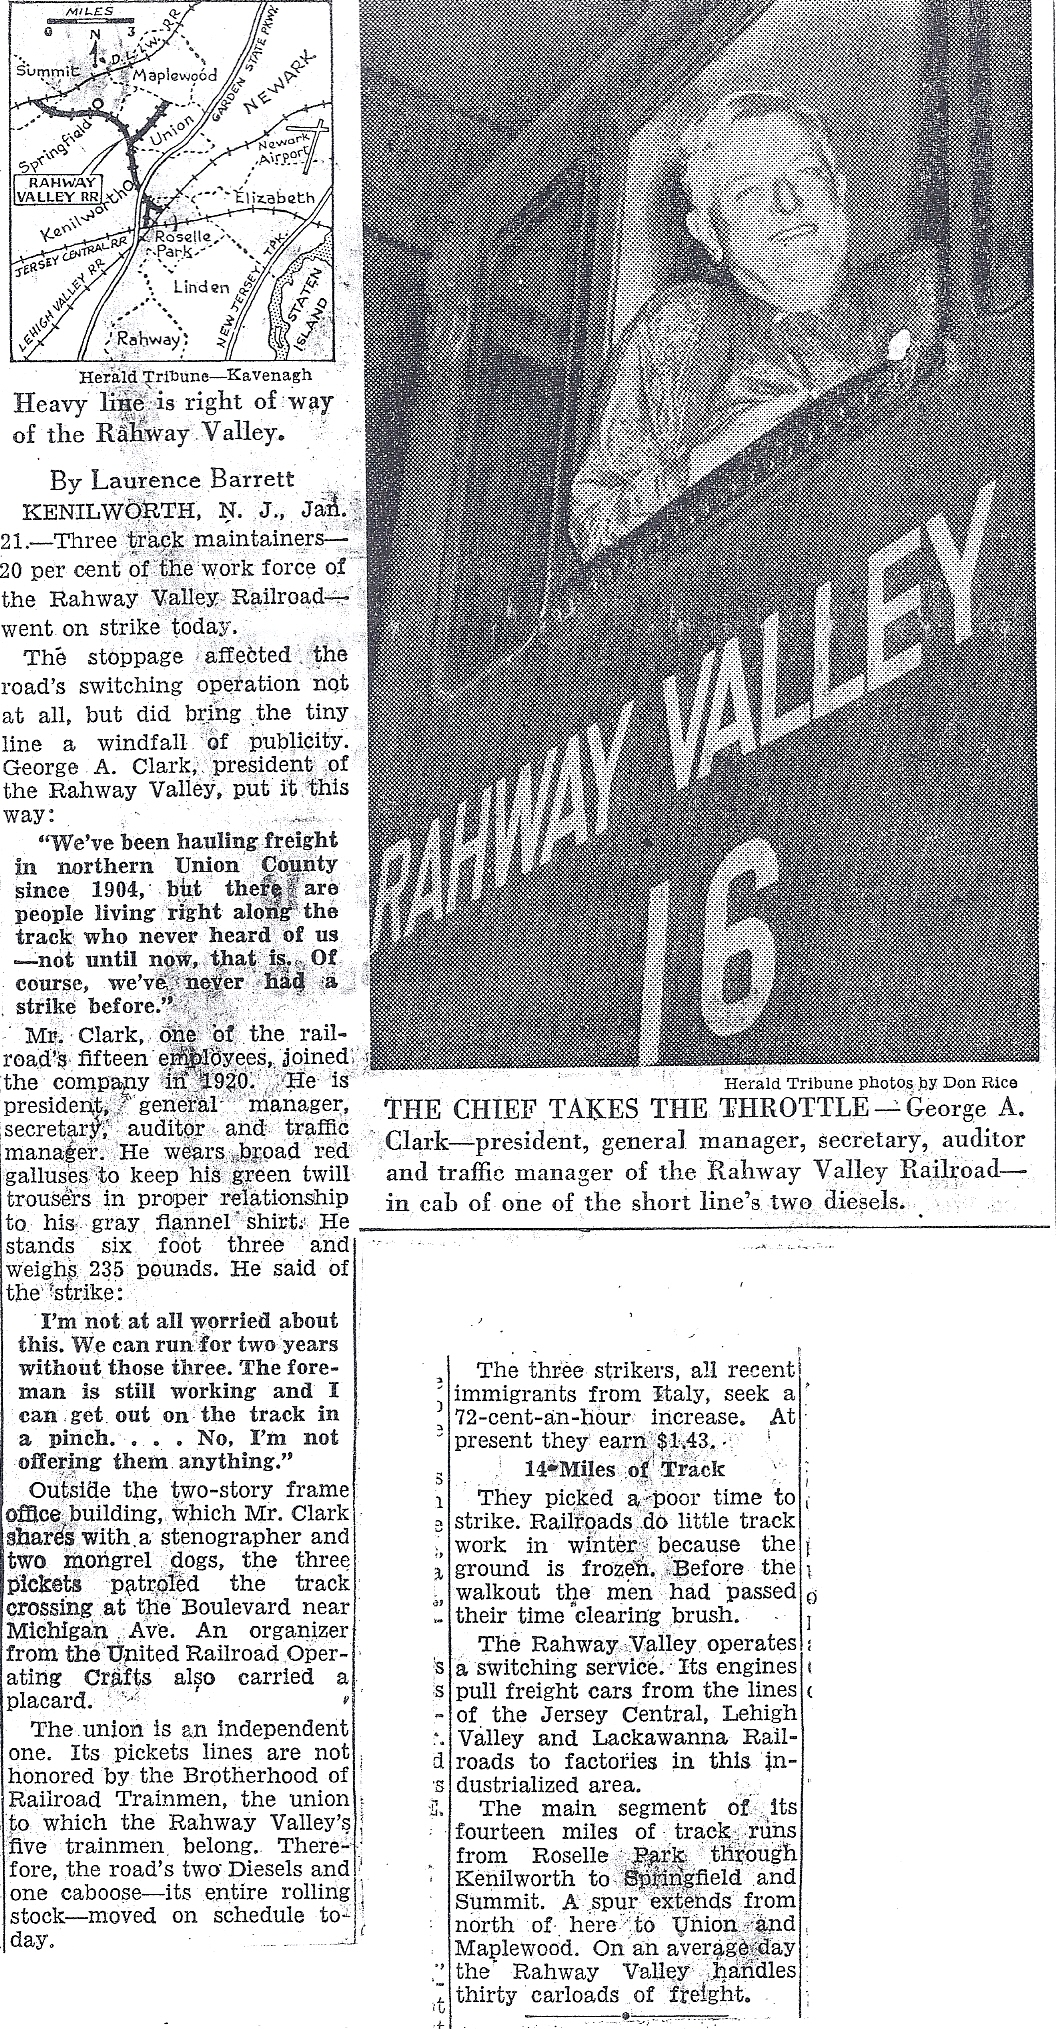 MILES
0 N 3
D.L.&W. RR
GARDEN STATE PKWY.
Summit
Maplewood
NEWARK
Springfield
Union
Newark
Airport
RAHWAY
VALLEY RR
Kenilworth
Elizabeth
JERSEY CENTRAL RR
Roselle
Park
LEHIGH VALLEY RR
Linden
NEW JERSEY TPK.
STATEN
ISLAND
Rahway
Herald Tribune—Kavenagh
Heavy line is right of way
of the Rahway Valley.
By Laurence Barrett
KENILWORTH, N. J., Jan.
21.—Three track maintainers—
20 per cent of the work force of
the Rahway Valley Railroad—
went on strike today.
The stoppage affected the
road's switching operation not
at all, but did bring the tiny
line a windfall of publicity.
George A. Clark, president of
the Rahway Valley, put it this
way:
"We've been hauling freight
in northern Union County
since 1904, but there are
people living right along the
track who never heard of us
—not until now, that is. Of
course, we've never had a
strike before."
Mr. Clark, one of the rail-
road's fifteen employees, joined
the company in 1920. He is
president, general manager,
secretary, auditor and traffic
manager. He wears broad red
galluses to keep his green twill
trousers in proper relationship
to his gray flannel shirt. He
stands six foot three and
weighs 235 pounds. He said of
the strike:
I'm not at all worried about
this. We can run for two years
without those three. The fore-
man is still working and I
can get out on the track in
a pinch. . . . No, I'm not
offering them anything."
Outside the two-story frame
office building, which Mr. Clark
shares with a stenographer and
two mongrel dogs, the three
pickets patroled the track
crossing at the Boulevard near
Michigan Ave. An organizer
from the United Railroad Oper-
ating Crafts also carried a
placard.
The union is an independent
one. Its pickets lines are not
honored by the Brotherhood of
Railroad Trainmen, the union
to which the Rahway Valley's
five trainmen belong. There-
fore, the road's two Diesels and
one caboose—its entire rolling
stock—moved on schedule to-
day.
RAHWAY VALLEY
16
Herald Tribune photos by Don Rice
THE CHIEF TAKES THE THROTTLE—George A.
Clark—president, general manager, secretary, auditor
and traffic manager of the Rahway Valley Railroad—
in cab of one of the short line's two diesels.
The three strikers, all recent
immigrants from Italy, seek a
72-cent-an-hour increase. At
present they earn $1.43.
14 Miles of Track
They picked a poor time to
strike. Railroads do little track
work in winter because the
ground is frozen. Before the
walkout the men had passed
their time clearing brush.
The Rahway Valley operates
a switching service. Its engines
pull freight cars from the lines
of the Jersey Central, Lehigh
Valley and Lackawanna Rail-
roads to factories in this in-
dustrialized area.
The main segment of its
fourteen miles of track runs
from Roselle Park through
Kenilworth to Springfield and
Summit. A spur extends from
north of here to Union and
Maplewood. On an average day
the Rahway Valley handles
thirty carloads of freight.